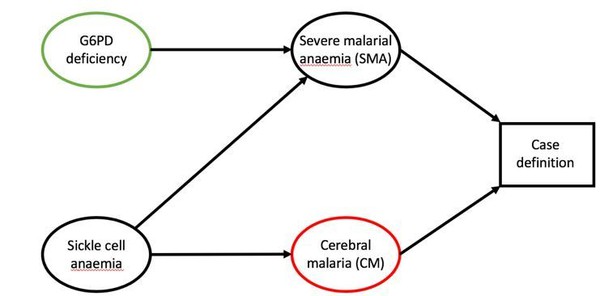 G6PD
deficiency
Severe malarial
anaemia (SMA)
Case
definition
Sickle cell
anaemia
Cerebral
malaria (CM)